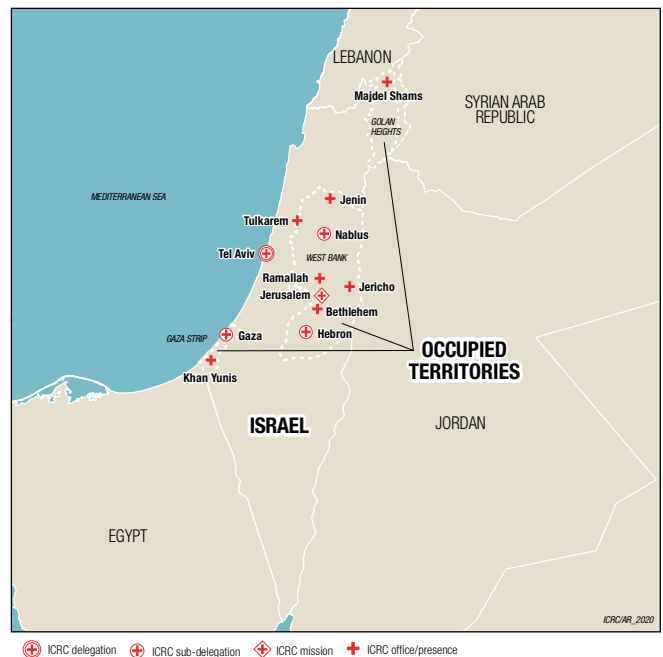 LEBANON
Majdel Shams
SYRIAN ARAB
REPUBLIC
GOLAN
HEIGHTS
MEDITERRANEAN SEA
Jenin
Tulkarem
Nablus
Tel Aviv
WEST BANK
Ramallah
Jericho
Jerusalem
Bethlehem
GAZA STRIP
Gaza
Hebron
OCCUPIED
TERRITORIES
Khan Yunis
ISRAEL
JORDAN
EGYPT
ICRC/AR_2020
ICRC delegation
ICRC sub-delegation
ICRC mission
ICRC office/presence